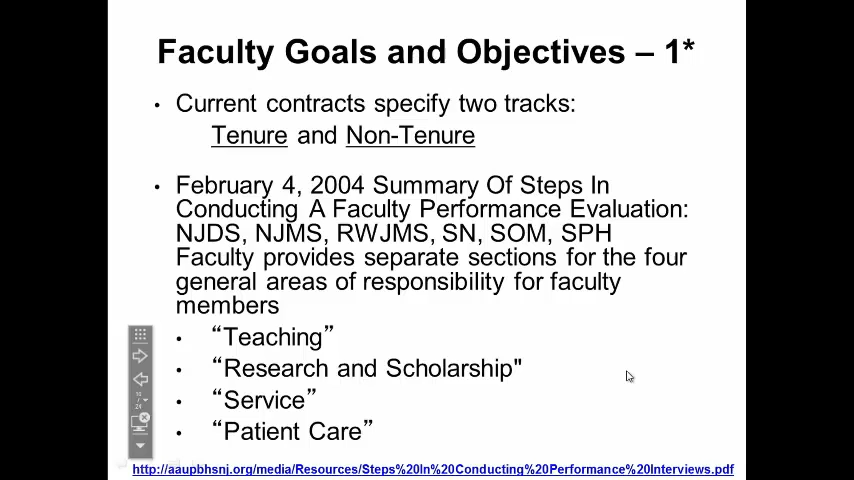 Faculty Goals and Objectives – 1*
• Current contracts specify two tracks:
Tenure and Non-Tenure
• February 4, 2004 Summary Of Steps In
Conducting A Faculty Performance Evaluation:
NJDS, NJMS, RWJMS, SN, SOM, SPH
Faculty provides separate sections for the four
general areas of responsibility for faculty
members
• “Teaching”
• “Research and Scholarship"
• “Service”
• “Patient Care”
http://aaupbhsnj.org/media/Resources/Steps%20In%20Conducting%20Performance%20Interviews.pdf